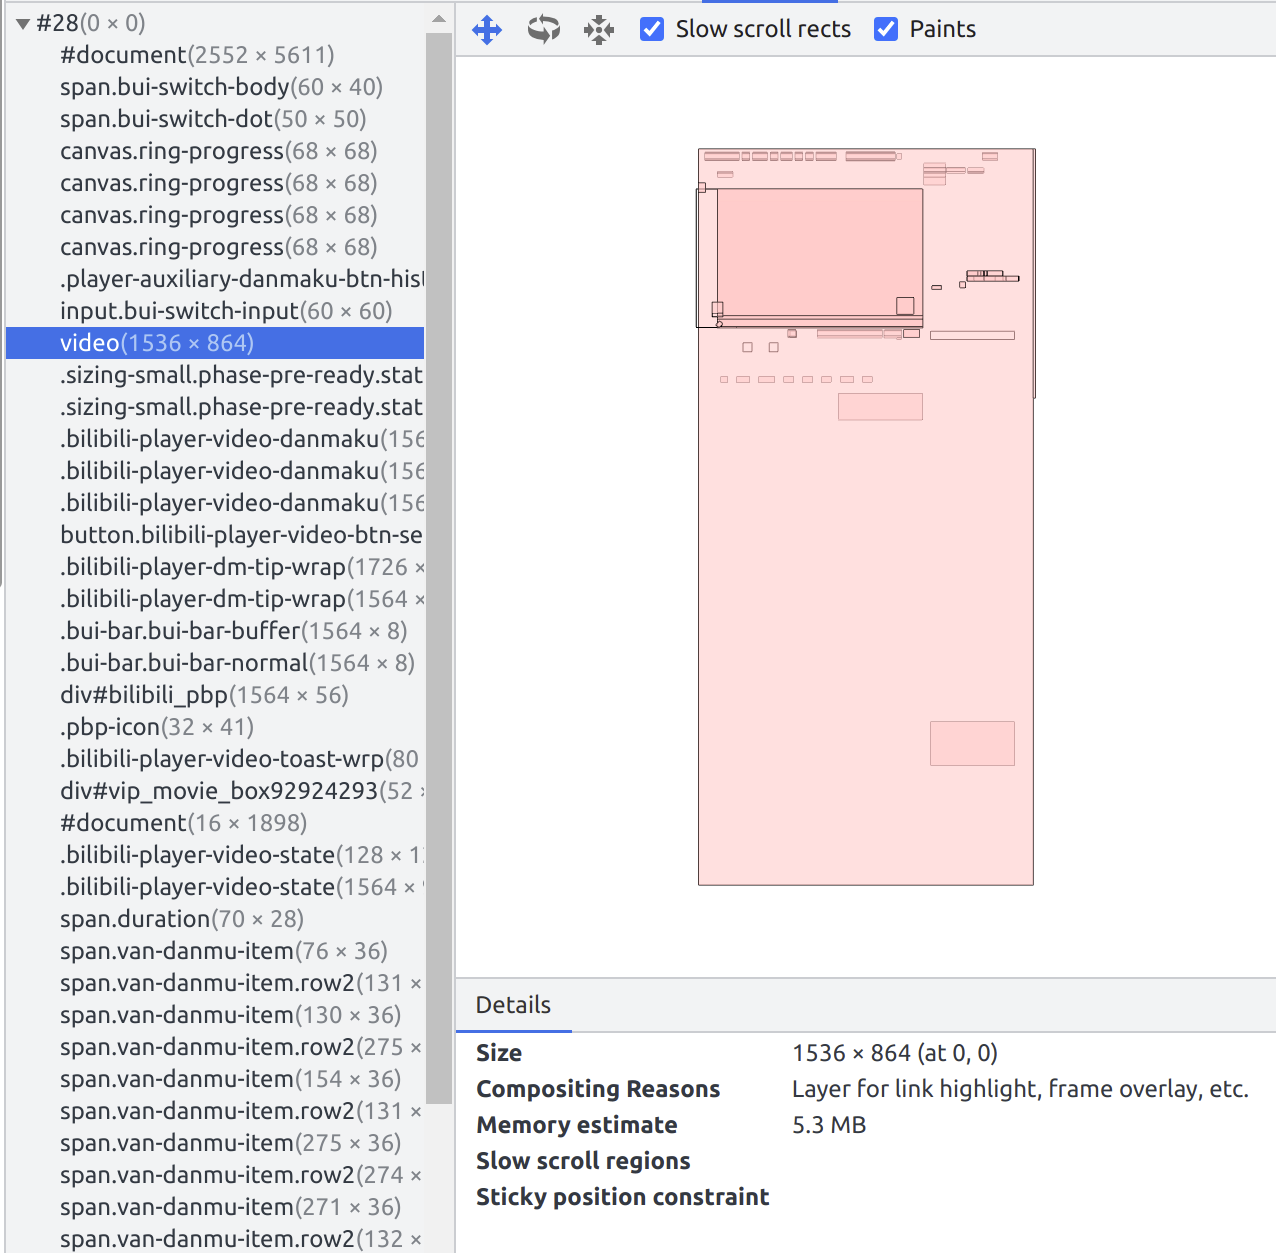 #28(0 × 0)
#document(2552 × 5611)
span.bui-switch-body(60 × 40)
span.bui-switch-dot(50 × 50)
canvas.ring-progress(68 × 68)
canvas.ring-progress(68 × 68)
canvas.ring-progress(68 × 68)
canvas.ring-progress(68 × 68)
.player-auxiliary-danmaku-btn-hist
input.bui-switch-input(60 × 60)
video(1536 × 864)
.sizing-small.phase-pre-ready.stat
.sizing-small.phase-pre-ready.stat
.bilibili-player-video-danmaku(156
.bilibili-player-video-danmaku(156
.bilibili-player-video-danmaku(156
button.bilibili-player-video-btn-se
.bilibili-player-dm-tip-wrap(1726 ×
.bilibili-player-dm-tip-wrap(1564 ×
.bui-bar.bui-bar-buffer(1564 × 8)
.bui-bar.bui-bar-normal(1564 × 8)
div#bilibili_pbp(1564 × 56)
.pbp-icon(32 × 41)
.bilibili-player-video-toast-wrp(80
div#vip_movie_box92924293(52 ×
#document(16 × 1898)
.bilibili-player-video-state(128 × 1
.bilibili-player-video-state(1564 ×
span.duration(70 × 28)
span.van-danmu-item(76 × 36)
span.van-danmu-item.row2(131 ×
span.van-danmu-item(130 × 36)
span.van-danmu-item.row2(275 ×
span.van-danmu-item(154 × 36)
span.van-danmu-item.row2(131 ×
span.van-danmu-item(275 × 36)
span.van-danmu-item.row2(274 ×
span.van-danmu-item(271 × 36)
span.van-danmu-item.row2(132 ×
Slow scroll rects Paints
Details
Size 1536 × 864 (at 0, 0)
Compositing Reasons Layer for link highlight, frame overlay, etc.
Memory estimate 5.3 MB
Slow scroll regions
Sticky position constraint